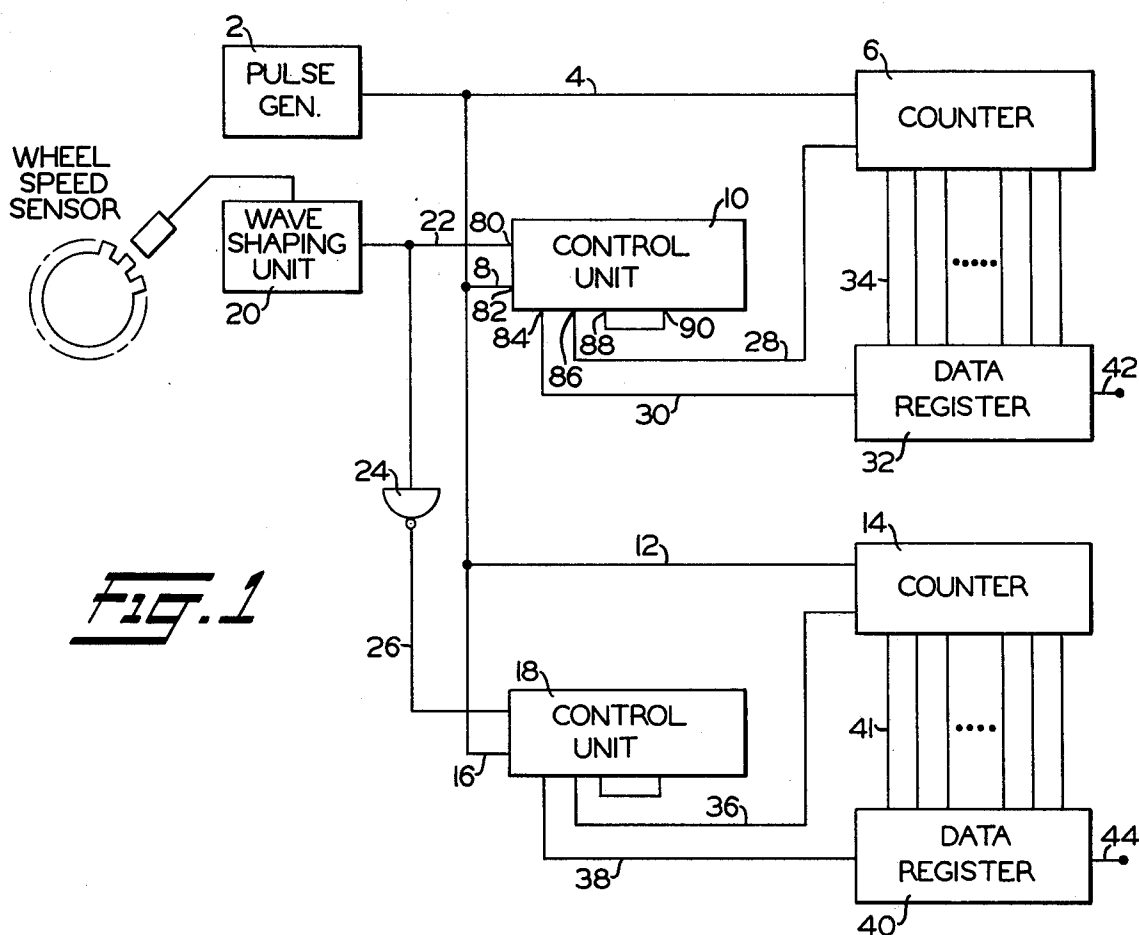 2
PULSE
GEN.
4
6
COUNTER
WHEEL
SPEED
SENSOR
WAVE
SHAPING
UNIT
20
22
80
8
82
10
CONTROL
UNIT
84
86
88
90
28
30
34
DATA
REGISTER
32
42
24
12
14
COUNTER
Fig. 1
26
18
CONTROL
UNIT
16
36
38
41
DATA
REGISTER
40
44